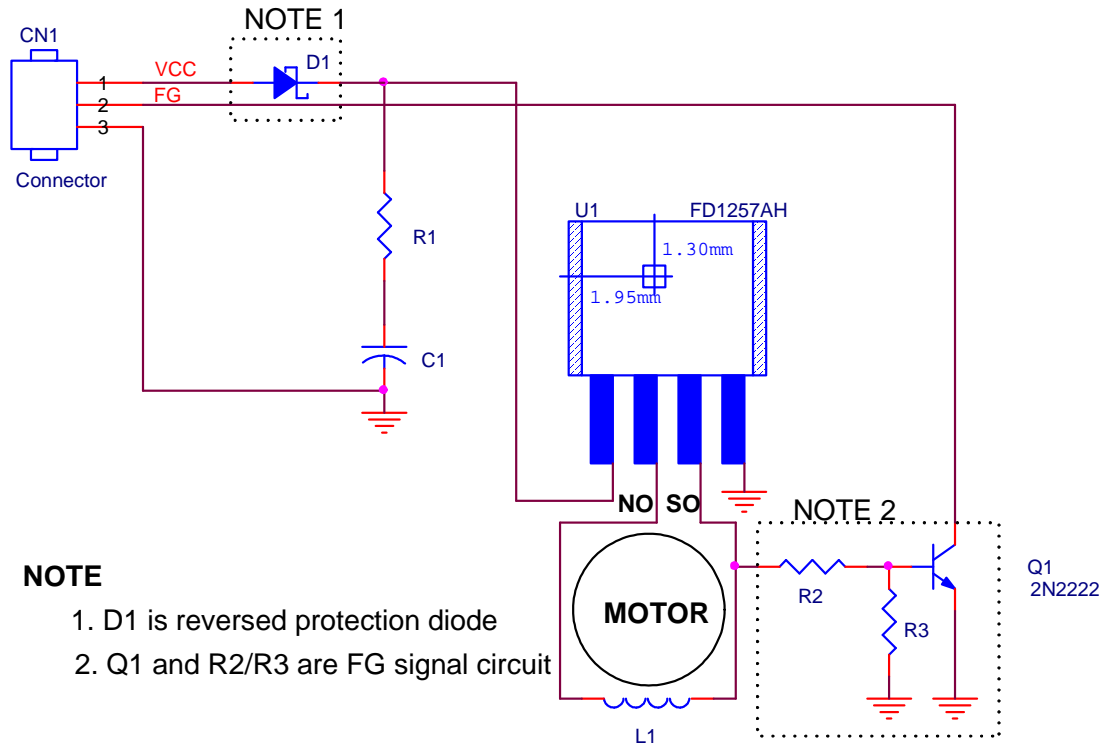 NOTE 1
CN1
D1
VCC
1
FG
2
3
Connector
U1
FD1257AH
R1
1.30mm
1.95mm
C1
NO
SO
NOTE 2
NOTE
Q1
2N2222
R2
1. D1 is reversed protection diode
MOTOR
R3
2. Q1 and R2/R3 are FG signal circuit
L1